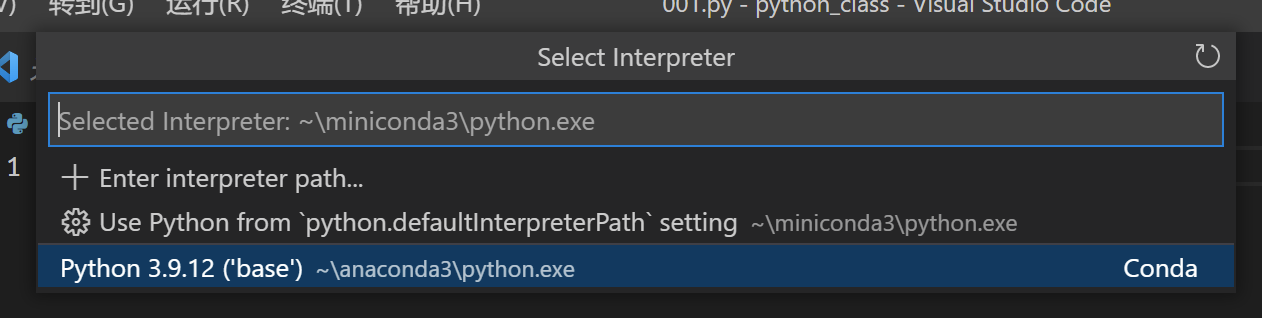 转到(G) 运行(R) 终端(T) 帮助(H) 001.py - python_class - Visual Studio Code
Select Interpreter
Selected Interpreter: ~\miniconda3\python.exe
Enter interpreter path...
Use Python from `python.defaultInterpreterPath` setting ~\miniconda3\python.exe
1
Python 3.9.12 ('base') ~\anaconda3\python.exe Conda